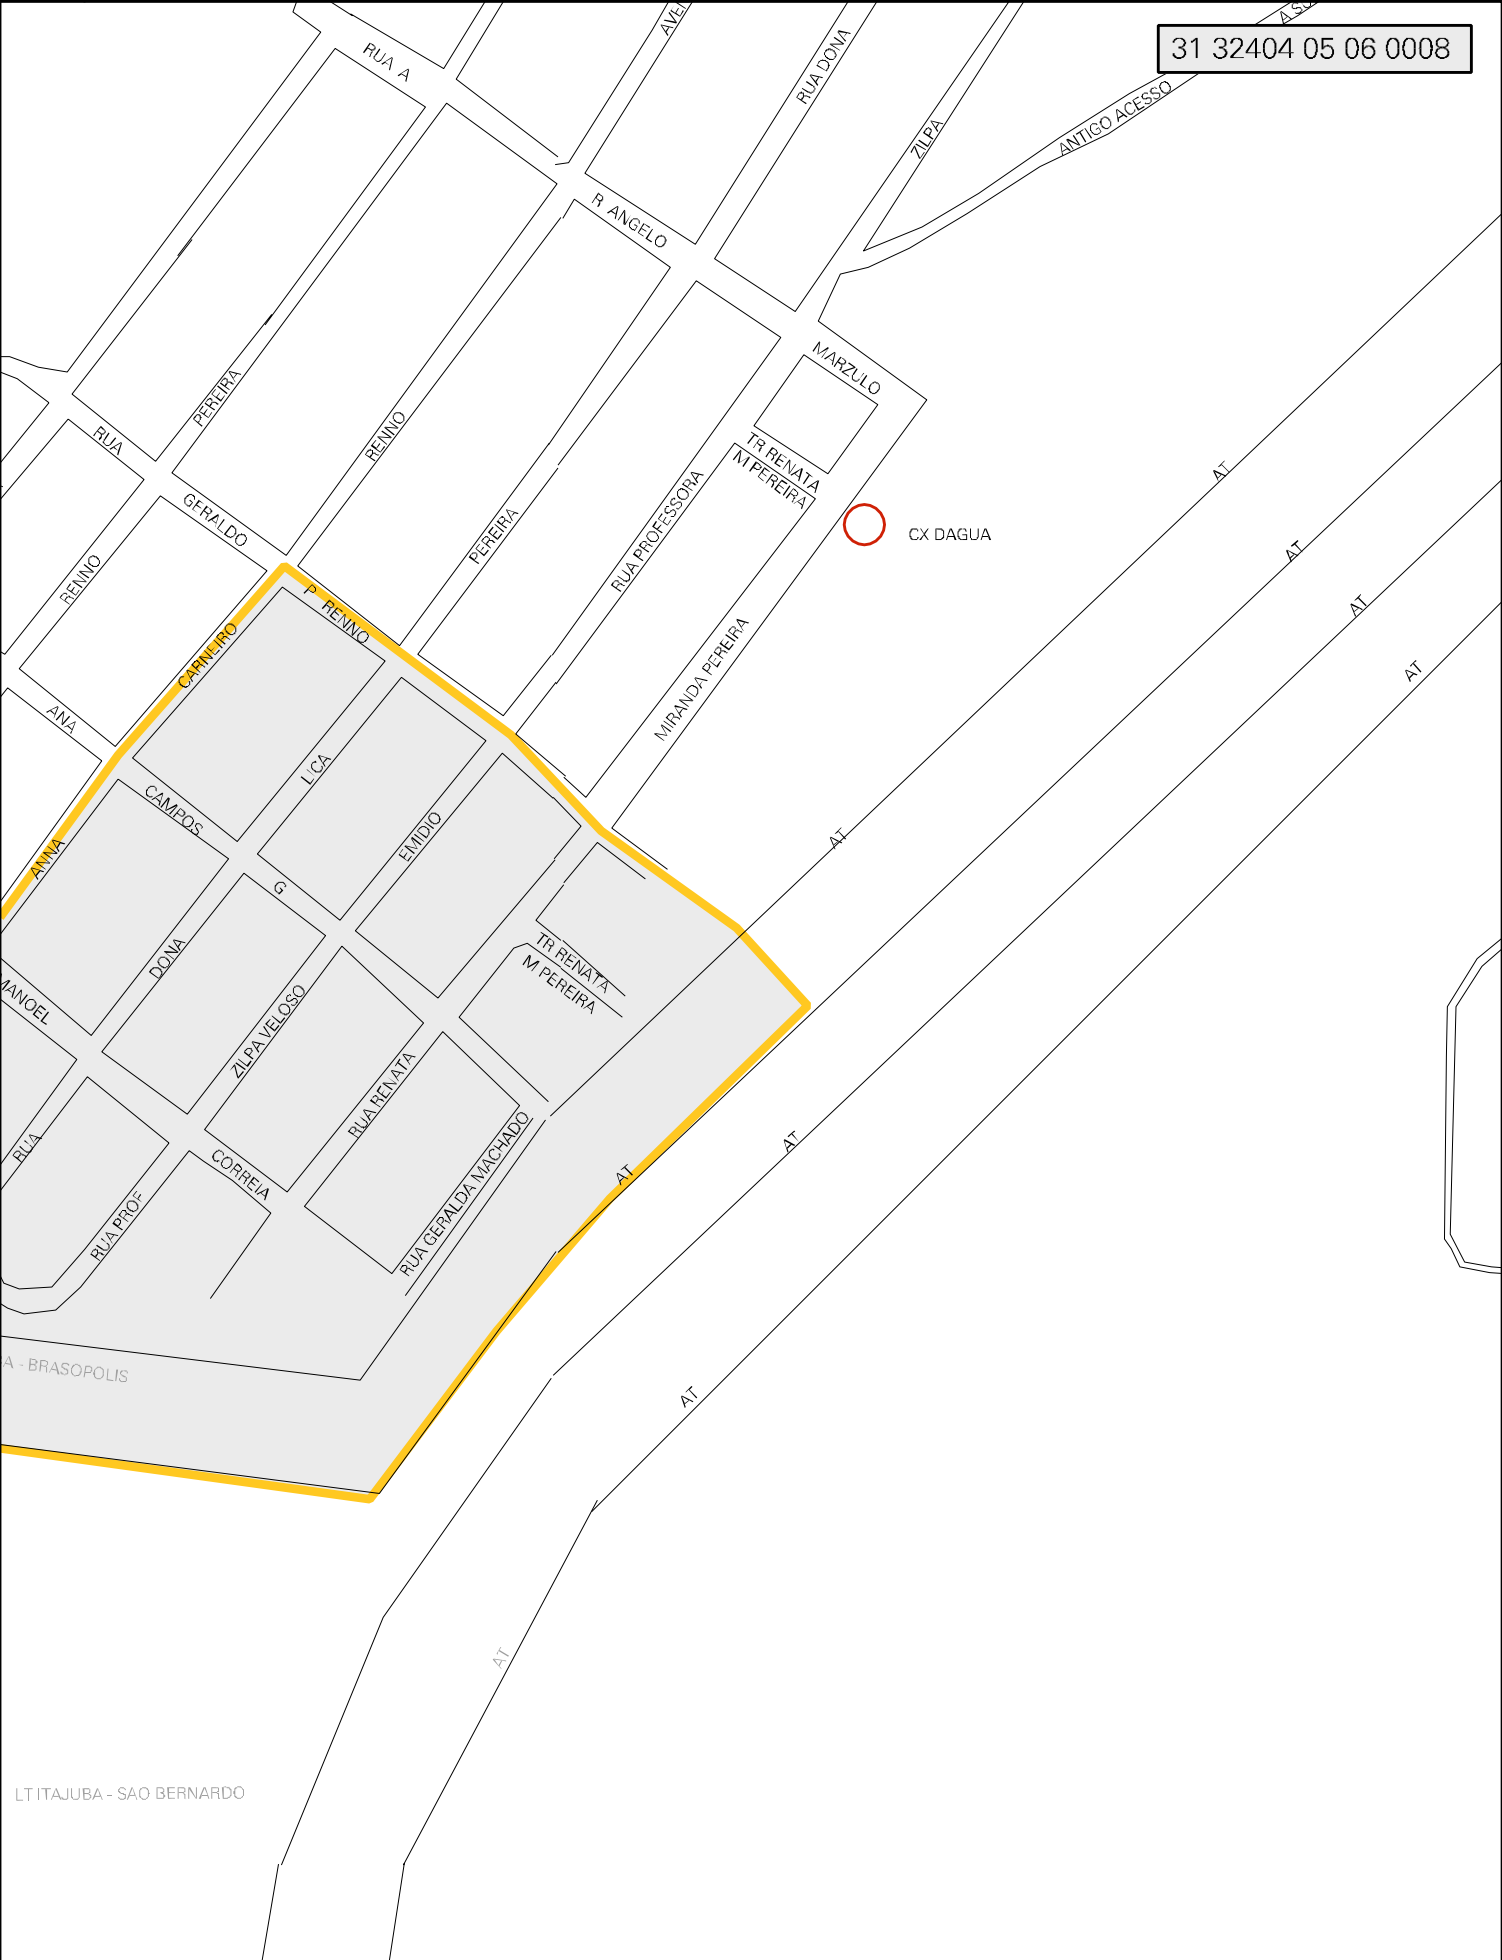 31 32404 05 06 0008
RUA A
RUA DONA
ZILPA
ANTIGO ACESSO
R ANGELO
MARZULO
PEREIRA
RENNO
RUA
GERALDO
TR RENATA
M PEREIRA
RUA PROFESSORA
PEREIRA
CX DAGUA
AT
AT
AT
AT
RENNO
P RENNO
CARNEIRO
MIRANDA PEREIRA
ANA
LICA
CAMPOS
EMIDIO
AT
ANNA
G
DONA
TR RENATA
M PEREIRA
MANOEL
ZILPA VELOSO
RUA RENATA
AT
AT
RUA
CORREIA
RUA GERALDA MACHADO
RUA PROF
BA - BRASOPOLIS
AT
AT
LT ITAJUBA - SAO BERNARDO